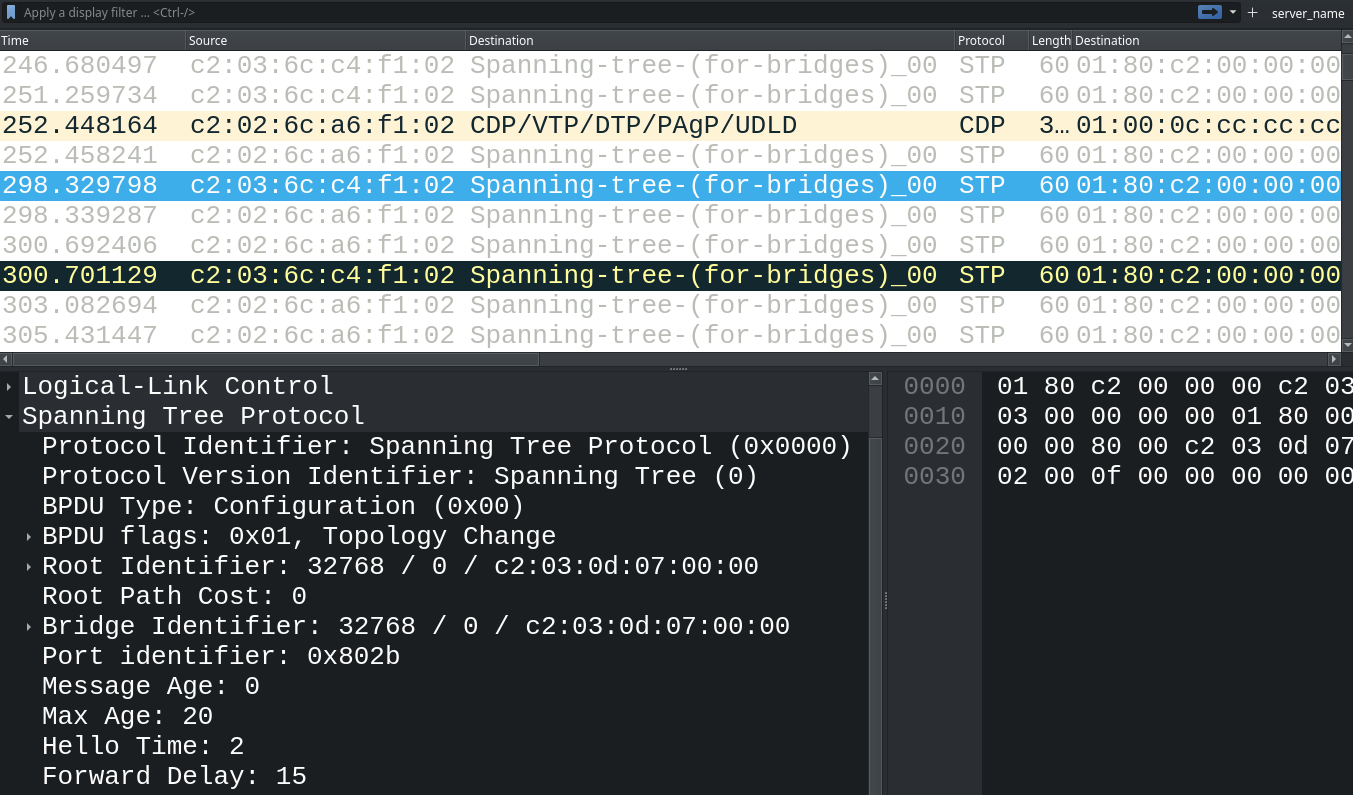 Apply a display filter ... <Ctrl-/> + server_name
Time Source Destination Protocol Length Destination
246.680497 c2:03:6c:c4:f1:02 Spanning-tree-(for-bridges)_00 STP 60 01:80:c2:00:00:00
251.259734 c2:03:6c:c4:f1:02 Spanning-tree-(for-bridges)_00 STP 60 01:80:c2:00:00:00
252.448164 c2:02:6c:a6:f1:02 CDP/VTP/DTP/PAgP/UDLD CDP 3… 01:00:0c:cc:cc:cc
252.458241 c2:02:6c:a6:f1:02 Spanning-tree-(for-bridges)_00 STP 60 01:80:c2:00:00:00
298.329798 c2:03:6c:c4:f1:02 Spanning-tree-(for-bridges)_00 STP 60 01:80:c2:00:00:00
298.339287 c2:02:6c:a6:f1:02 Spanning-tree-(for-bridges)_00 STP 60 01:80:c2:00:00:00
300.692406 c2:02:6c:a6:f1:02 Spanning-tree-(for-bridges)_00 STP 60 01:80:c2:00:00:00
300.701129 c2:03:6c:c4:f1:02 Spanning-tree-(for-bridges)_00 STP 60 01:80:c2:00:00:00
303.082694 c2:02:6c:a6:f1:02 Spanning-tree-(for-bridges)_00 STP 60 01:80:c2:00:00:00
305.431447 c2:02:6c:a6:f1:02 Spanning-tree-(for-bridges)_00 STP 60 01:80:c2:00:00:00
Logical-Link Control
Spanning Tree Protocol
Protocol Identifier: Spanning Tree Protocol (0x0000)
Protocol Version Identifier: Spanning Tree (0)
BPDU Type: Configuration (0x00)
BPDU flags: 0x01, Topology Change
Root Identifier: 32768 / 0 / c2:03:0d:07:00:00
Root Path Cost: 0
Bridge Identifier: 32768 / 0 / c2:03:0d:07:00:00
Port identifier: 0x802b
Message Age: 0
Max Age: 20
Hello Time: 2
Forward Delay: 15
0000 01 80 c2 00 00 00 c2 03
0010 03 00 00 00 00 01 80 00
0020 00 00 80 00 c2 03 0d 07
0030 02 00 0f 00 00 00 00 00